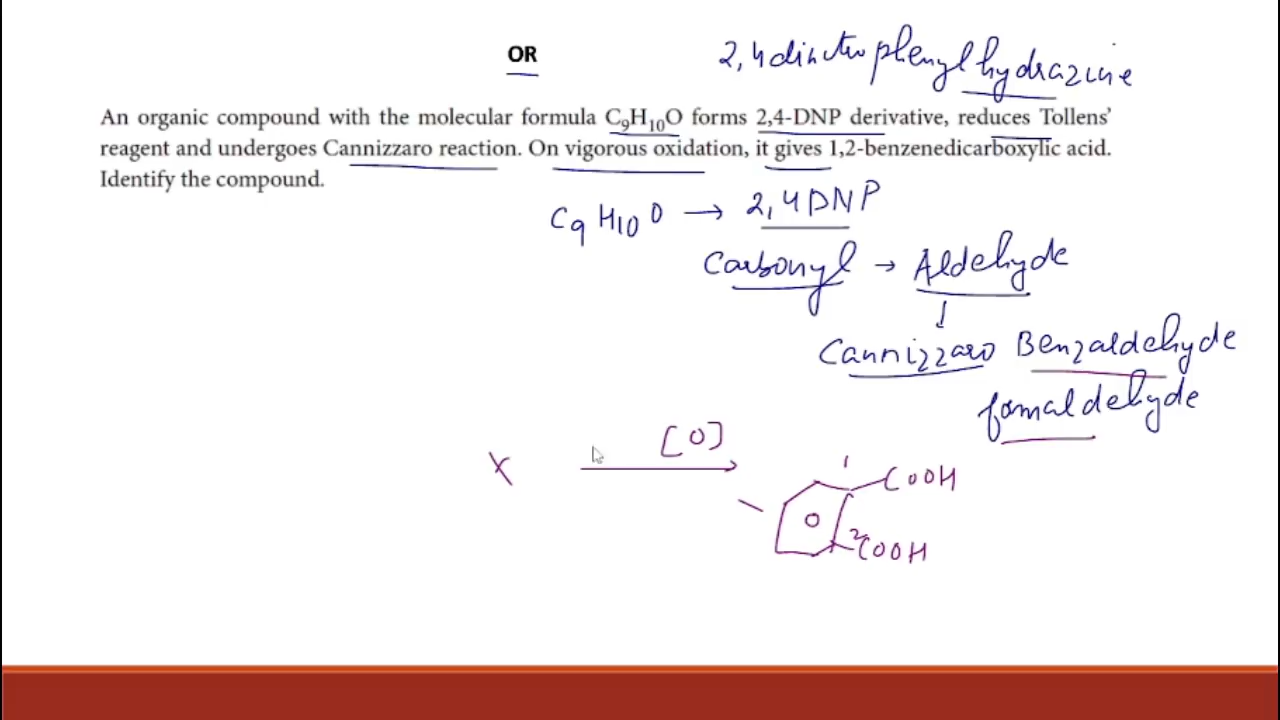 OR
2,4dinitrophenylhydrazine
An organic compound with the molecular formula C₉H₁₀O forms 2,4-DNP derivative, reduces Tollens'
reagent and undergoes Cannizzaro reaction. On vigorous oxidation, it gives 1,2-benzenedicarboxylic acid.
Identify the compound.
C₉H₁₀O → 2,4DNP
Carbonyl → Aldehyde
↓
Cannizzaro Benzaldehyde
formaldehyde
X [O] →
1 COOH
2 COOH